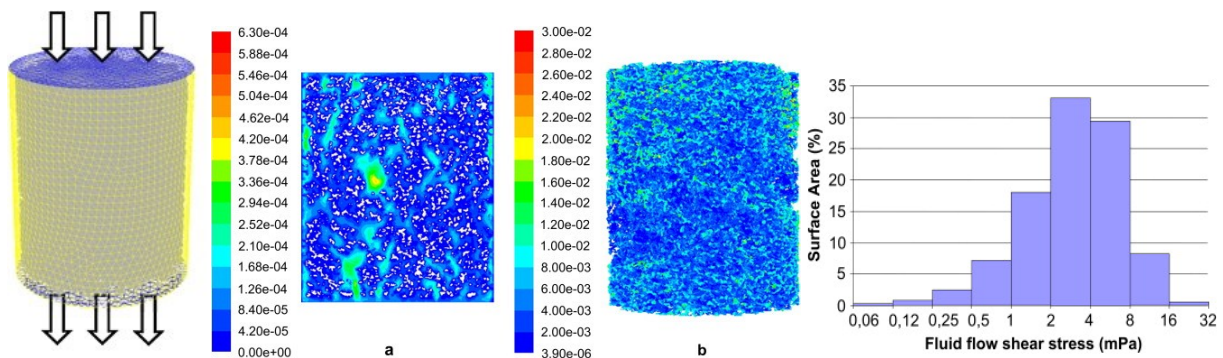 6.30e-04
5.88e-04
5.46e-04
5.04e-04
4.62e-04
4.20e-04
3.78e-04
3.36e-04
2.94e-04
2.52e-04
2.10e-04
1.68e-04
1.26e-04
8.40e-05
4.20e-05
0.00e+00
a
3.00e-02
2.80e-02
2.60e-02
2.40e-02
2.20e-02
2.00e-02
1.80e-02
1.60e-02
1.40e-02
1.20e-02
1.00e-02
8.00e-03
6.00e-03
4.00e-03
2.00e-03
3.90e-06
b
Surface Area (%)
35
30
25
20
15
10
5
0
0,06 0,12 0,25 0,5 1 2 4 8 16 32
Fluid flow shear stress (mPa)